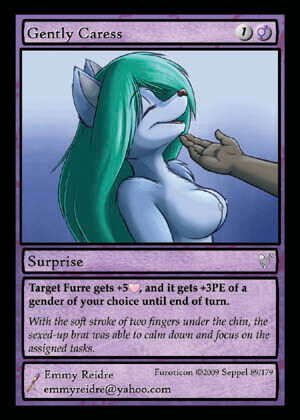 Gently Caress
1
Surprise
Target Furre gets +5, and it gets +3PE of a
gender of your choice until end of turn.
With the soft stroke of two fingers under the chin, the
sexed-up brat was able to calm down and focus on the
assigned tasks.
Emmy Reidre
Furoticon ©2009 Seppel 89/179
emmyreidre@yahoo.com